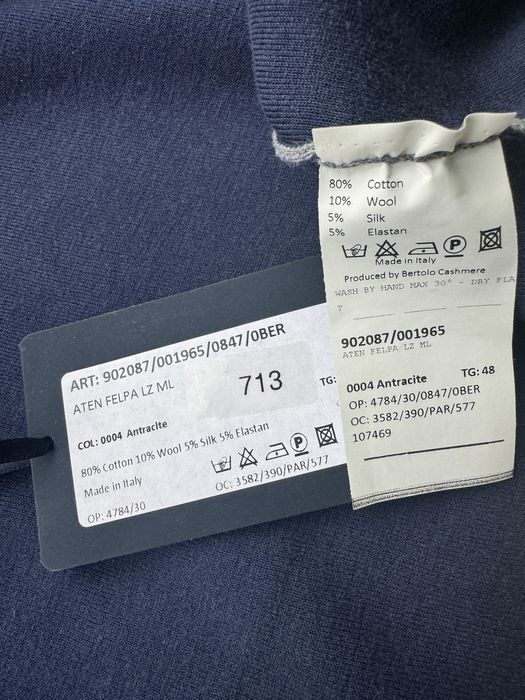 80% Cotton
10% Wool
5% Silk
5% Elastan
P
Made in Italy
Produced by Bertolo Cashmere
WASH BY HAND MAX 30° - DRY FLA
T
902087/001965
ATEN FELPA LZ ML
0004 Antracite TG: 48
OP: 4784/30/0847/0BER
OC: 3582/390/PAR/577
107469
ART: 902087/001965/0847/0BER
ATEN FELPA LZ ML
713
TG:
COL: 0004 Antracite
80% Cotton 10% Wool 5% Silk 5% Elastan
P
Made in Italy
OC: 3582/390/PAR/577
OP: 4784/30